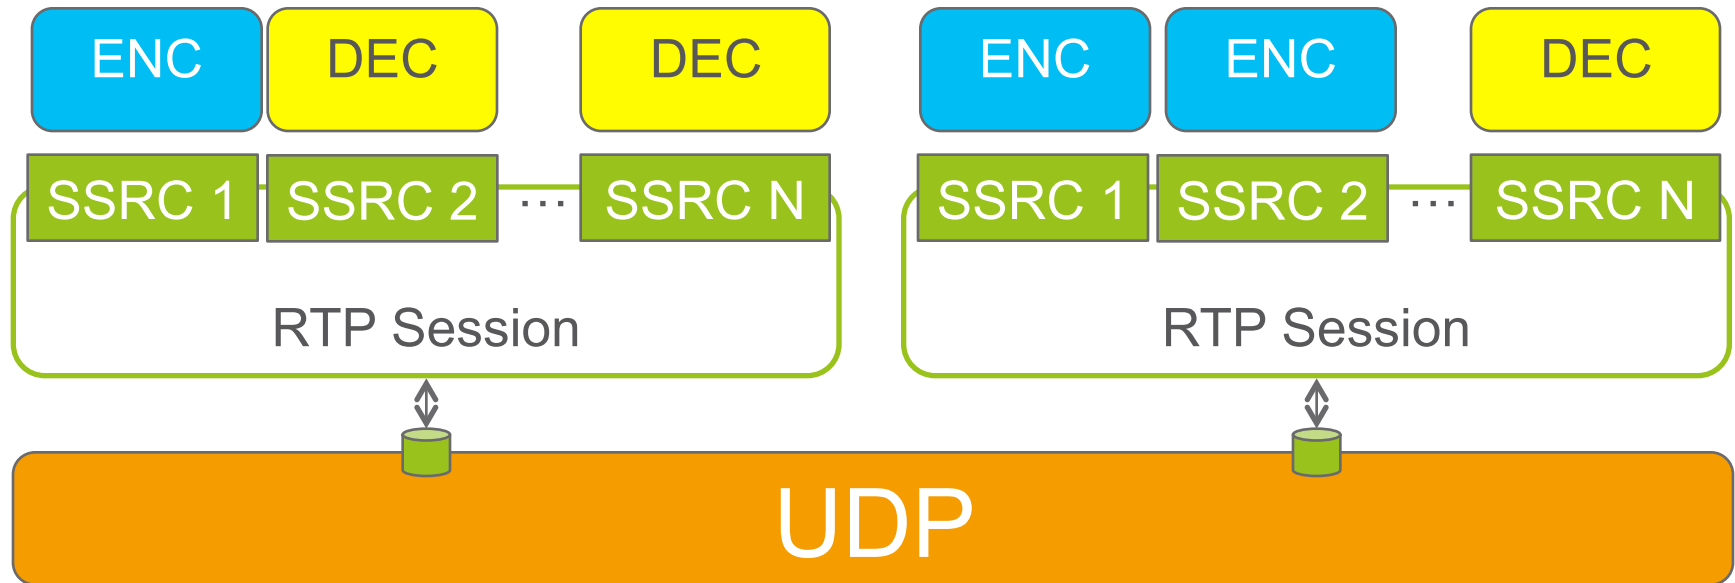 ENC DEC DEC ENC ENC DEC
SSRC 1 SSRC 2 ... SSRC N SSRC 1 SSRC 2 ... SSRC N
RTP Session RTP Session
UDP